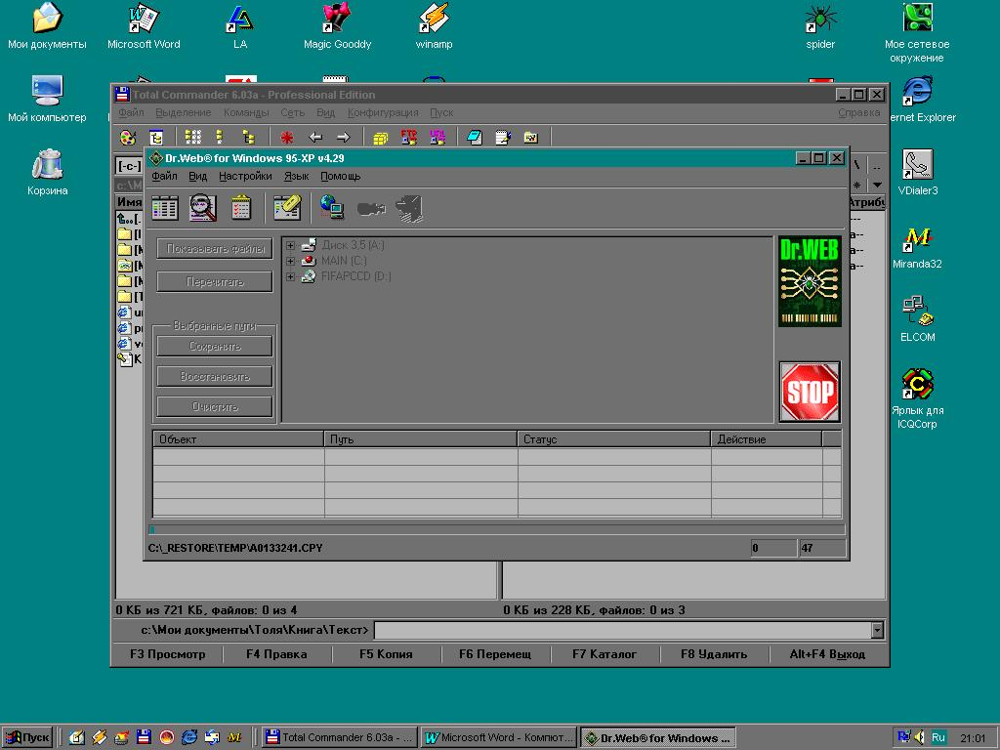 Мои документы
Microsoft Word
LA
Magic Gooddy
winamp
spider
Мое сетевое
окружение
Мой компьютер
ernet Explorer
Корзина
VDialer3
Miranda32
ELCOM
Ярлык для
ICQCorp
Total Commander 6.03a - Professional Edition
Файл Выделение Команды Сеть Вид Конфигурация Пуск Справка
FTP URL
[-c-]
\ ..
c:\М
* 
Имя
Атрибу
Dr.Web® for Windows 95-XP v4.29
Файл Вид Настройки Язык Помощь
Показывать файлы
Перечитать
Выбранные пути
Сохранить
Восстановить
Очистить
Диск 3,5 (A:)
MAIN (C:)
FIFAPCCD (D:)
Dr.WEB
STOP
Объект Путь Статус Действие
C:\_RESTORE\TEMP\A0133241.CPY 0 47
0 КБ из 721 КБ, файлов: 0 из 4 0 КБ из 228 КБ, файлов: 0 из 3
c:\Мои документы\Толя\Книга\Текст>
F3 Просмотр F4 Правка F5 Копия F6 Перемещ F7 Каталог F8 Удалить Alt+F4 Выход
Пуск Total Commander 6.03a - ... Microsoft Word - Компют... Dr.Web® for Windows ... Ru 21:01